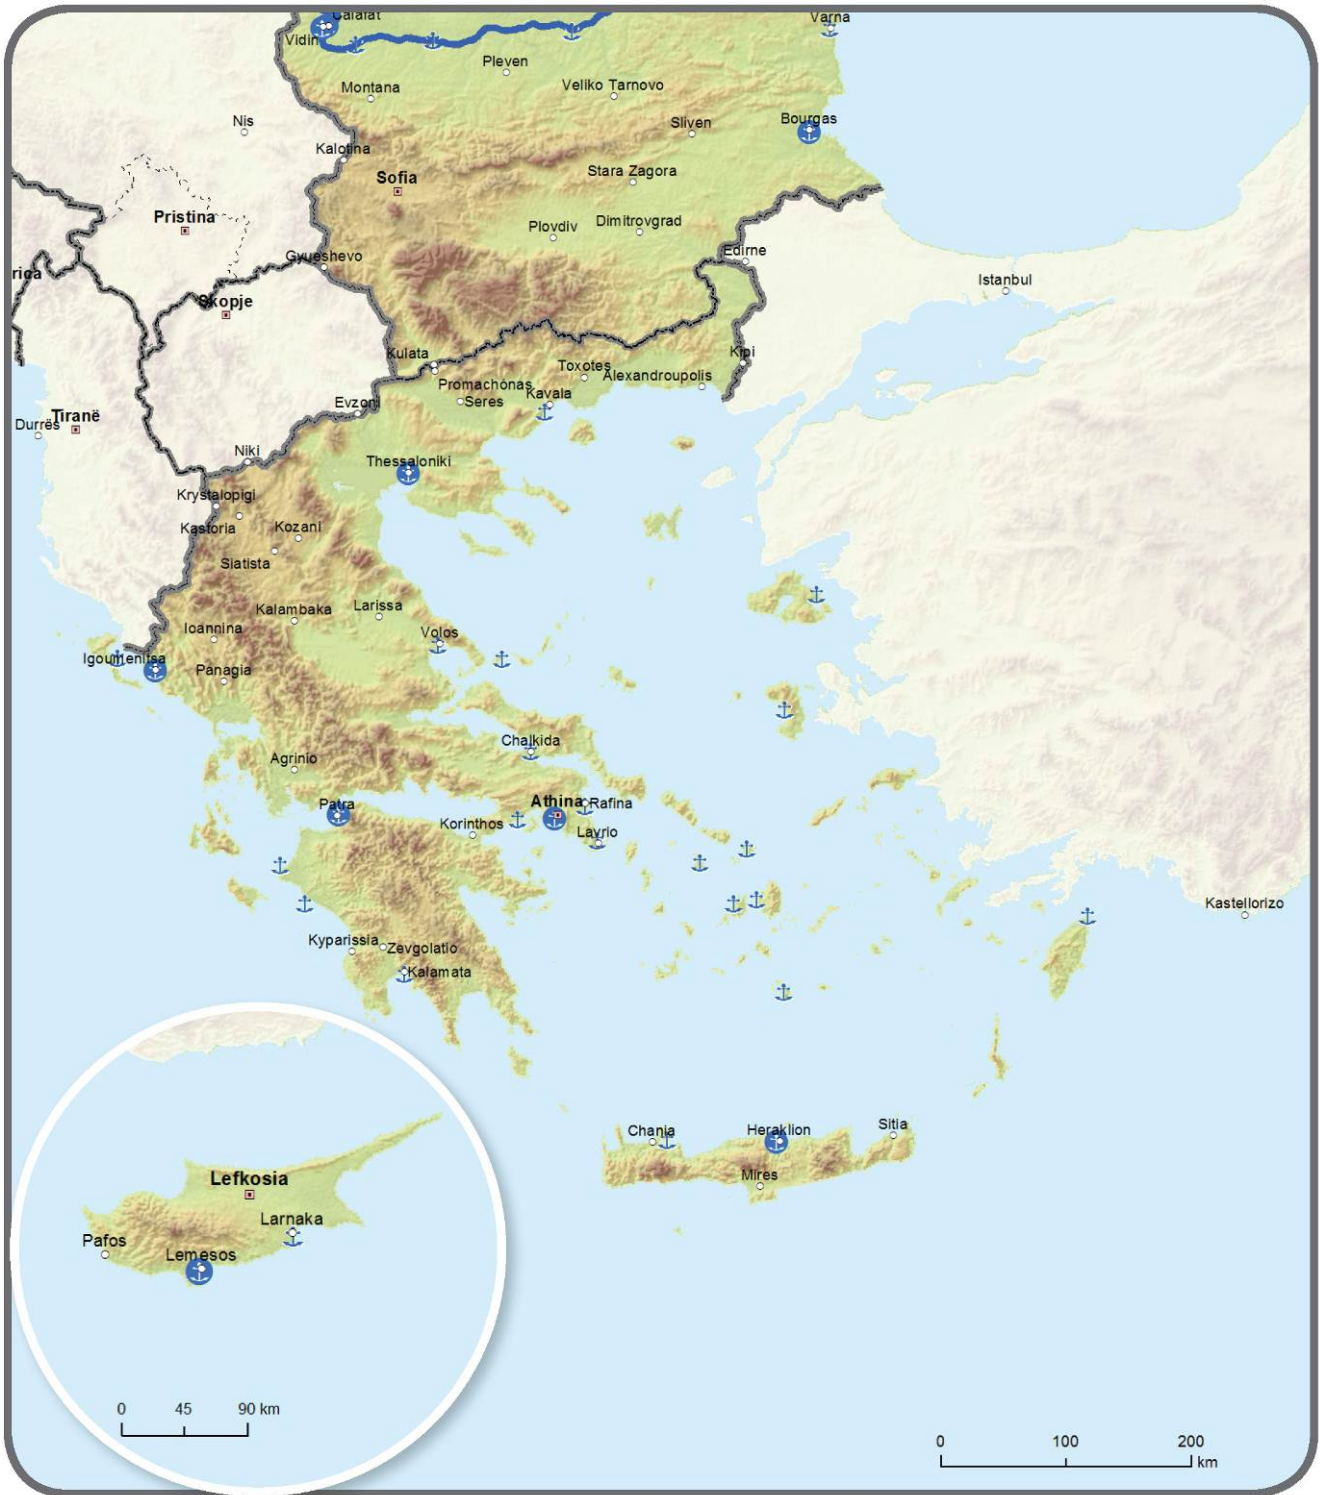 Calafat
Varna
Vidin
Pleven
Montana
Veliko Tarnovo
Nis
Sliven
Bourgas
Kalotina
Stara Zagora
Sofia
Pristina
Plovdiv
Dimitrovgrad
Gyueshevo
Edirne
rica
Istanbul
Skopje
Kulata
Toxotes
Kipi
Promachónas
Alexandroupolis
Evzoni
Seres
Kavala
Durrës
Tiranë
Niki
Thessaloniki
Krystalopigi
Kastoria
Kozani
Siatista
Kalambaka
Larissa
Ioannina
Volos
Igoumenitsa
Panagia
Chalkida
Agrinio
Patra
Athina
Rafina
Korinthos
Lavrio
Kastellorizo
Kyparissia
Zevgolatio
Kalamata
Chania
Heraklion
Sitia
Mires
Lefkosia
Larnaka
Pafos
Lemesos
0 45 90 km
0 100 200
km